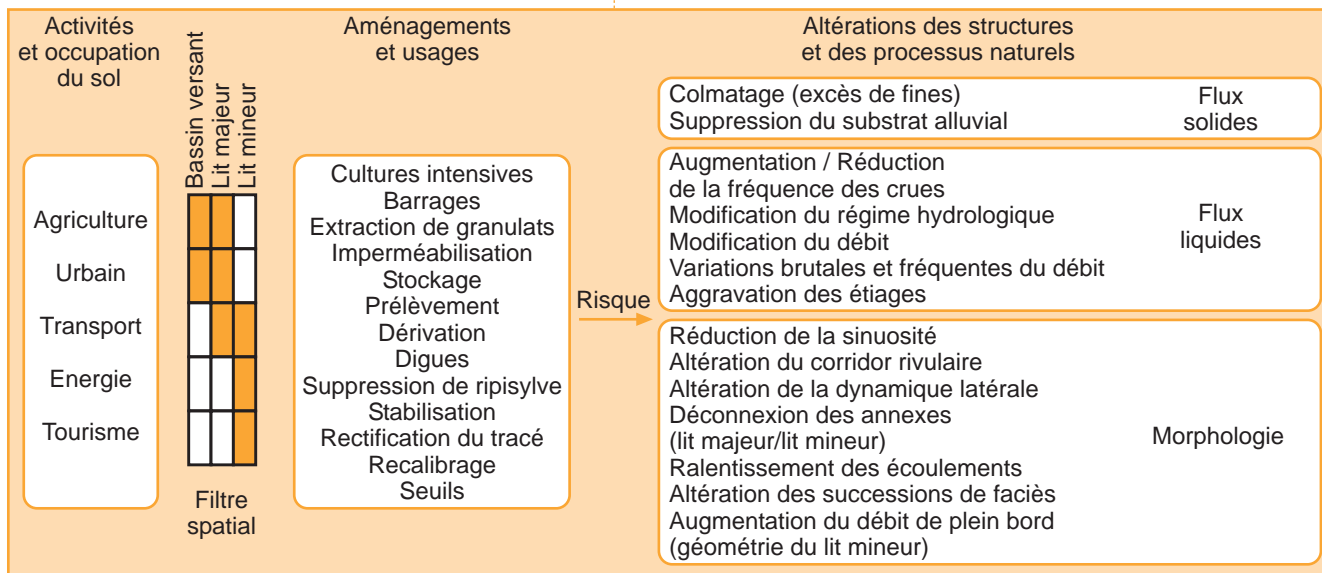 Activités
et occupation
du sol
Bassin versant
Lit majeur
Lit mineur
Aménagements
et usages
Altérations des structures
et des processus naturels
Agriculture
Urbain
Transport
Energie
Tourisme
Filtre
spatial
Cultures intensives
Barrages
Extraction de granulats
Imperméabilisation
Stockage
Prélèvement
Dérivation
Digues
Suppression de ripisylve
Stabilisation
Rectification du tracé
Recalibrage
Seuils
Risque
Colmatage (excès de fines)
Suppression du substrat alluvial
Flux
solides
Augmentation / Réduction
de la fréquence des crues
Modification du régime hydrologique
Modification du débit
Variations brutales et fréquentes du débit
Aggravation des étiages
Flux
liquides
Réduction de la sinuosité
Altération du corridor rivulaire
Altération de la dynamique latérale
Déconnexion des annexes
(lit majeur/lit mineur)
Ralentissement des écoulements
Altération des successions de faciès
Augmentation du débit de plein bord
(géométrie du lit mineur)
Morphologie